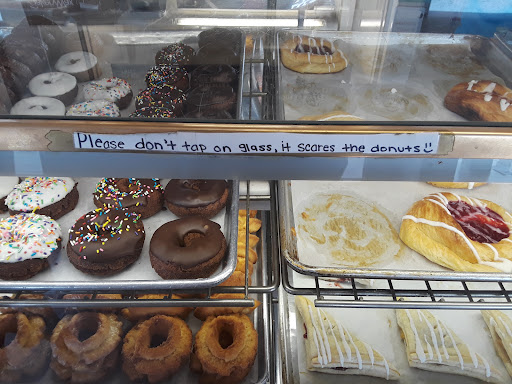 Please don't tap on glass, it scares the donuts☺